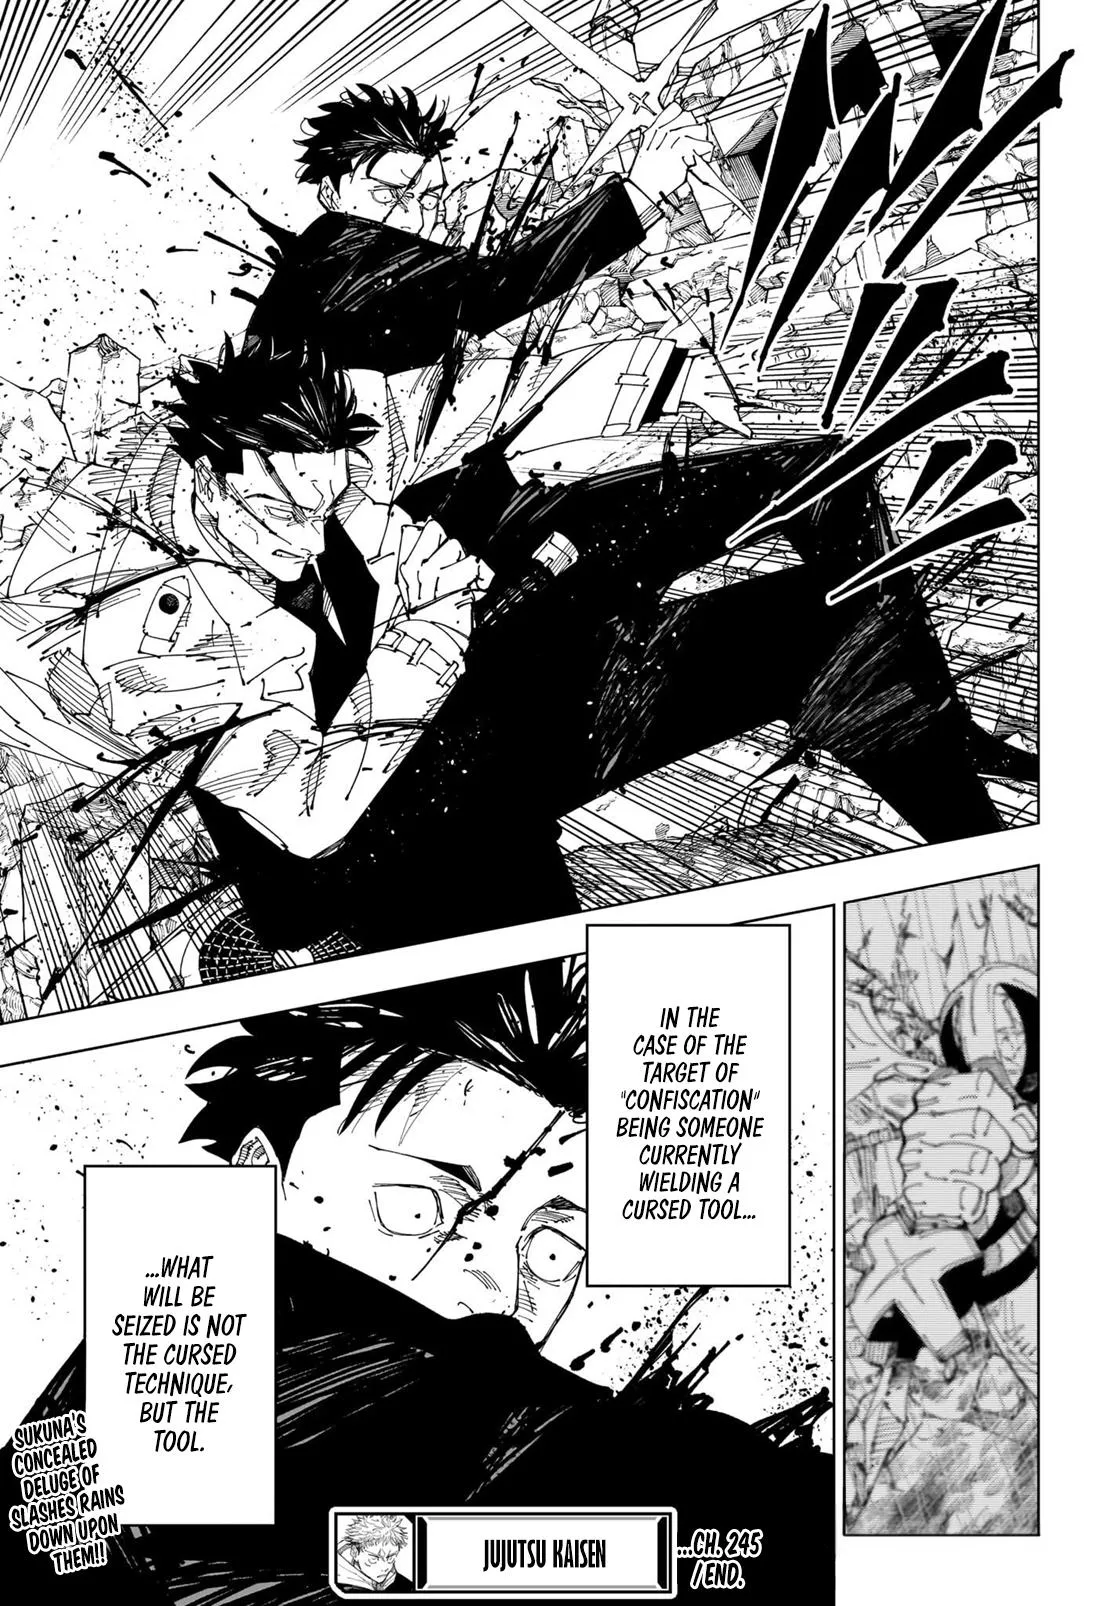 IN THE
CASE OF THE
TARGET OF
"CONFISCATION"
BEING SOMEONE
CURRENTLY
WIELDING A
CURSED TOOL...
...WHAT
WILL BE
SEIZED IS NOT
THE CURSED
TECHNIQUE,
BUT THE
TOOL.
SUKUNA'S
CONCEALED
DELUGE OF
SLASHES RAINS
DOWN UPON
THEM!!
JUJUTSU KAISEN
...CH. 245
/END.